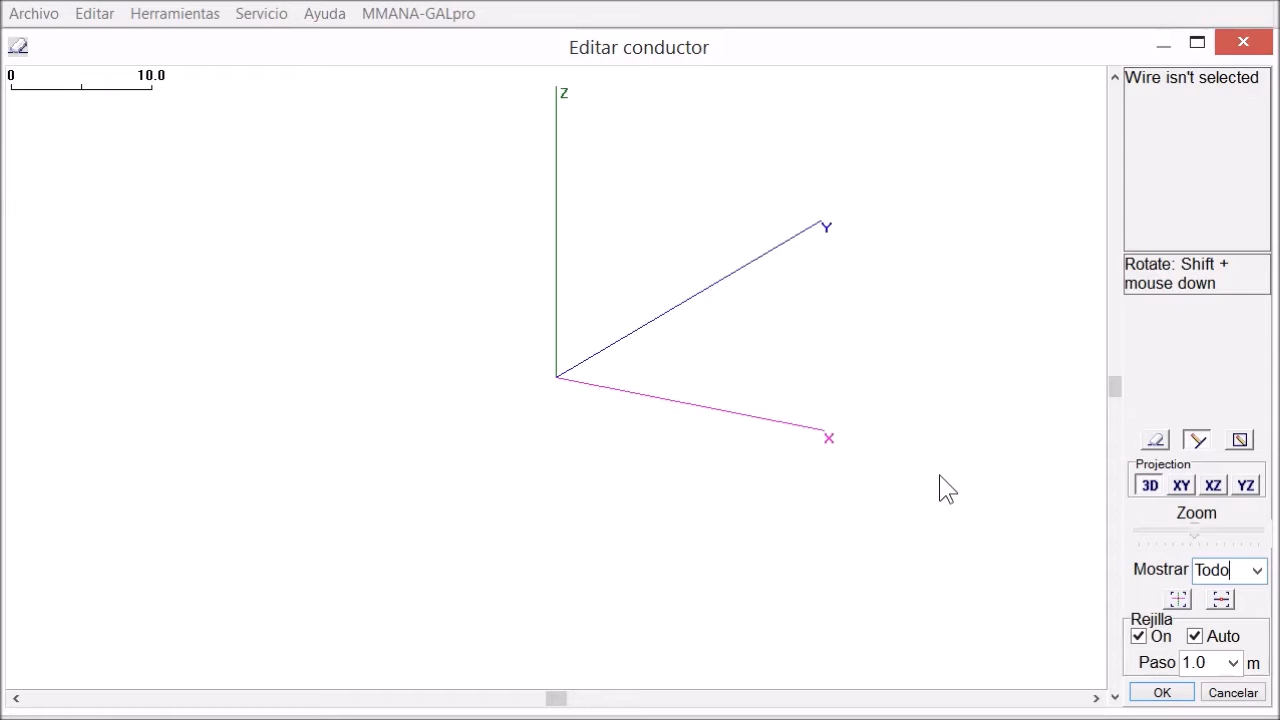 Archivo Editar Herramientas Servicio Ayuda MMANA-GALpro
Editar conductor
0 10.0
Z
Y
X
Wire isn't selected
Rotate: Shift +
mouse down
Projection
3D XY XZ YZ
Zoom
Mostrar Todo
Rejilla
On Auto
Paso 1.0 m
OK Cancelar